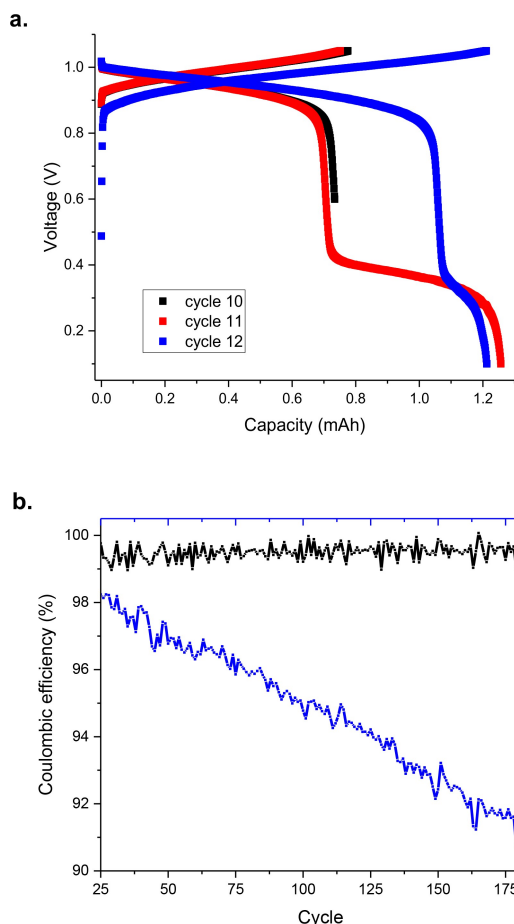 a.
1.0
0.8
0.6
0.4
0.2
Voltage (V)
cycle 10
cycle 11
cycle 12
0.0 0.2 0.4 0.6 0.8 1.0 1.2
Capacity (mAh)
b.
100
98
96
94
92
90
Coulombic efficiency (%)
25 50 75 100 125 150 175
Cycle